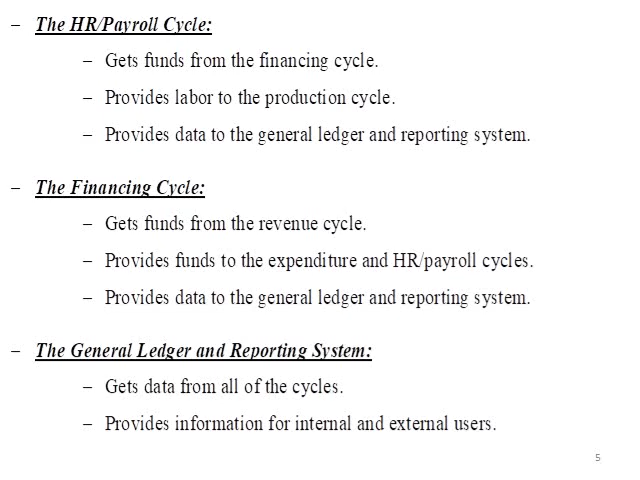 – The HR/Payroll Cycle:
– Gets funds from the financing cycle.
– Provides labor to the production cycle.
– Provides data to the general ledger and reporting system.
– The Financing Cycle:
– Gets funds from the revenue cycle.
– Provides funds to the expenditure and HR/payroll cycles.
– Provides data to the general ledger and reporting system.
– The General Ledger and Reporting System:
– Gets data from all of the cycles.
– Provides information for internal and external users.
5